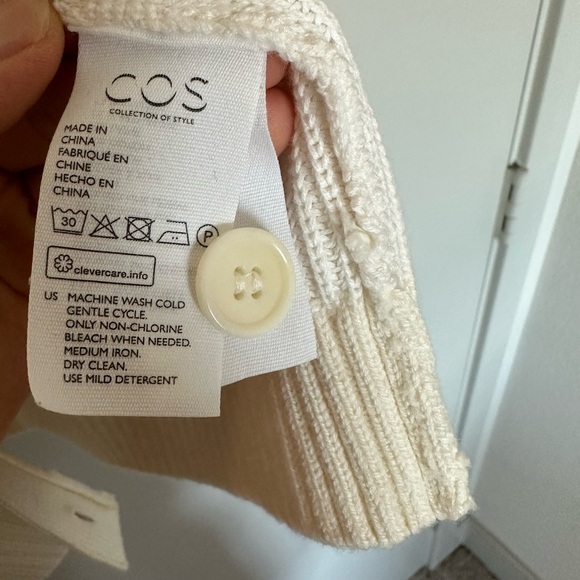 COS
COLLECTION OF STYLE
MADE IN
CHINA
FABRIQUÉ EN
CHINE
HECHO EN
CHINA
30
P
clevercare.info
US MACHINE WASH COLD
GENTLE CYCLE.
ONLY NON-CHLORINE
BLEACH WHEN NEEDED.
MEDIUM IRON.
DRY CLEAN.
USE MILD DETERGENT